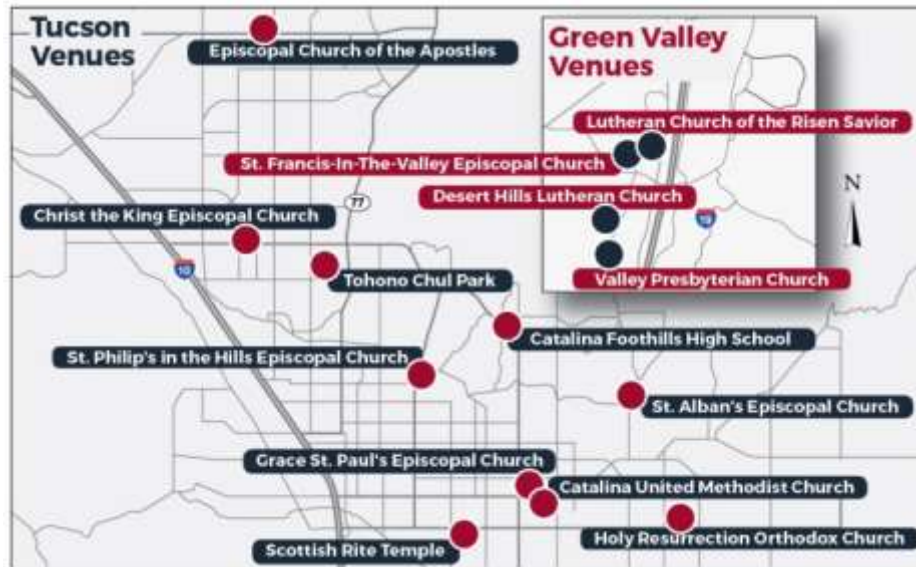 Tucson
Venues
Episcopal Church of the Apostles
Green Valley
Venues
Lutheran Church of the Risen Savior
St. Francis-In-The-Valley Episcopal Church
Desert Hills Lutheran Church
Christ the King Episcopal Church
77
N
19
10
Tohono Chul Park
Valley Presbyterian Church
Catalina Foothills High School
St. Philip's in the Hills Episcopal Church
St. Alban's Episcopal Church
Grace St. Paul's Episcopal Church
Catalina United Methodist Church
Holy Resurrection Orthodox Church
Scottish Rite Temple